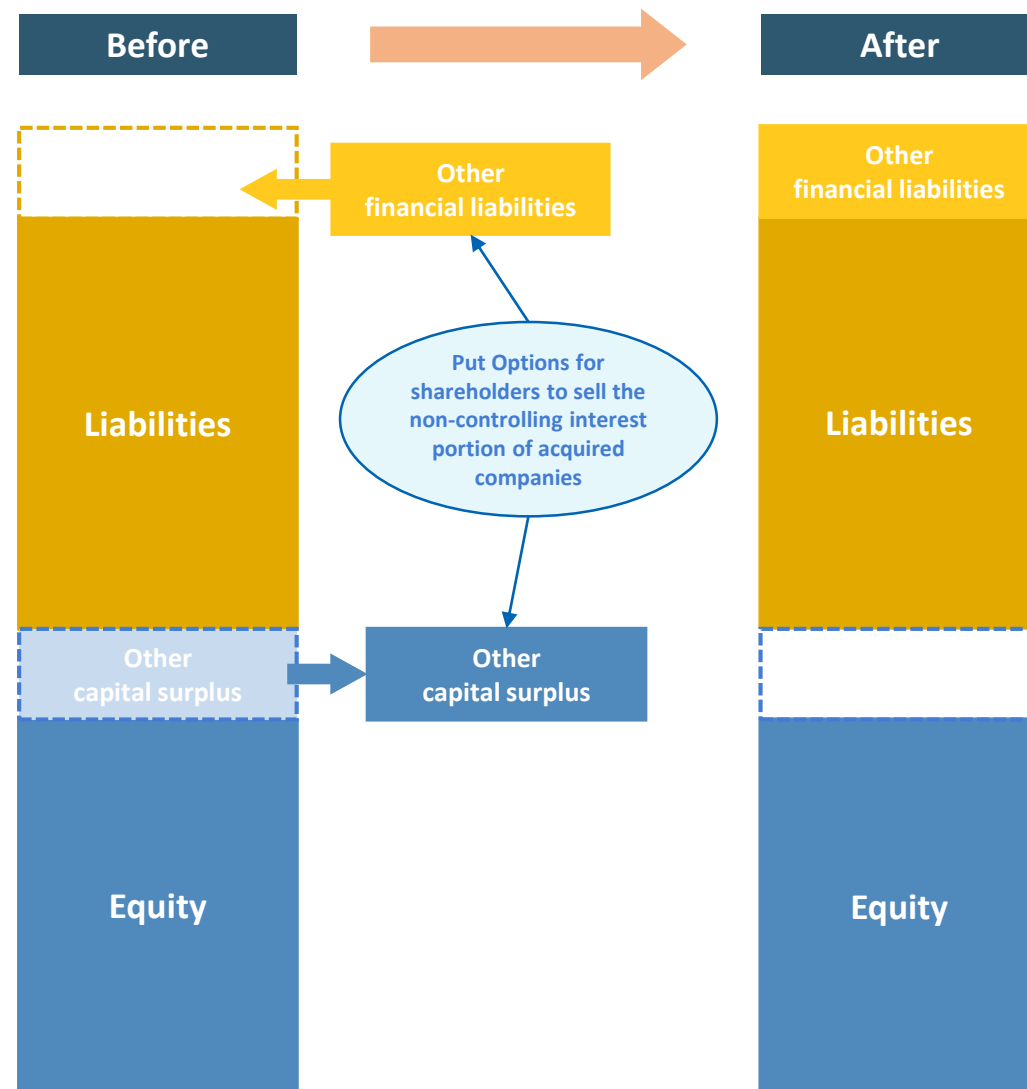 Before
After
Other
financial liabilities
Other
financial liabilities
Put Options for
shareholders to sell the
non-controlling interest
portion of acquired
companies
Liabilities
Liabilities
Other
capital surplus
Other
capital surplus
Equity
Equity